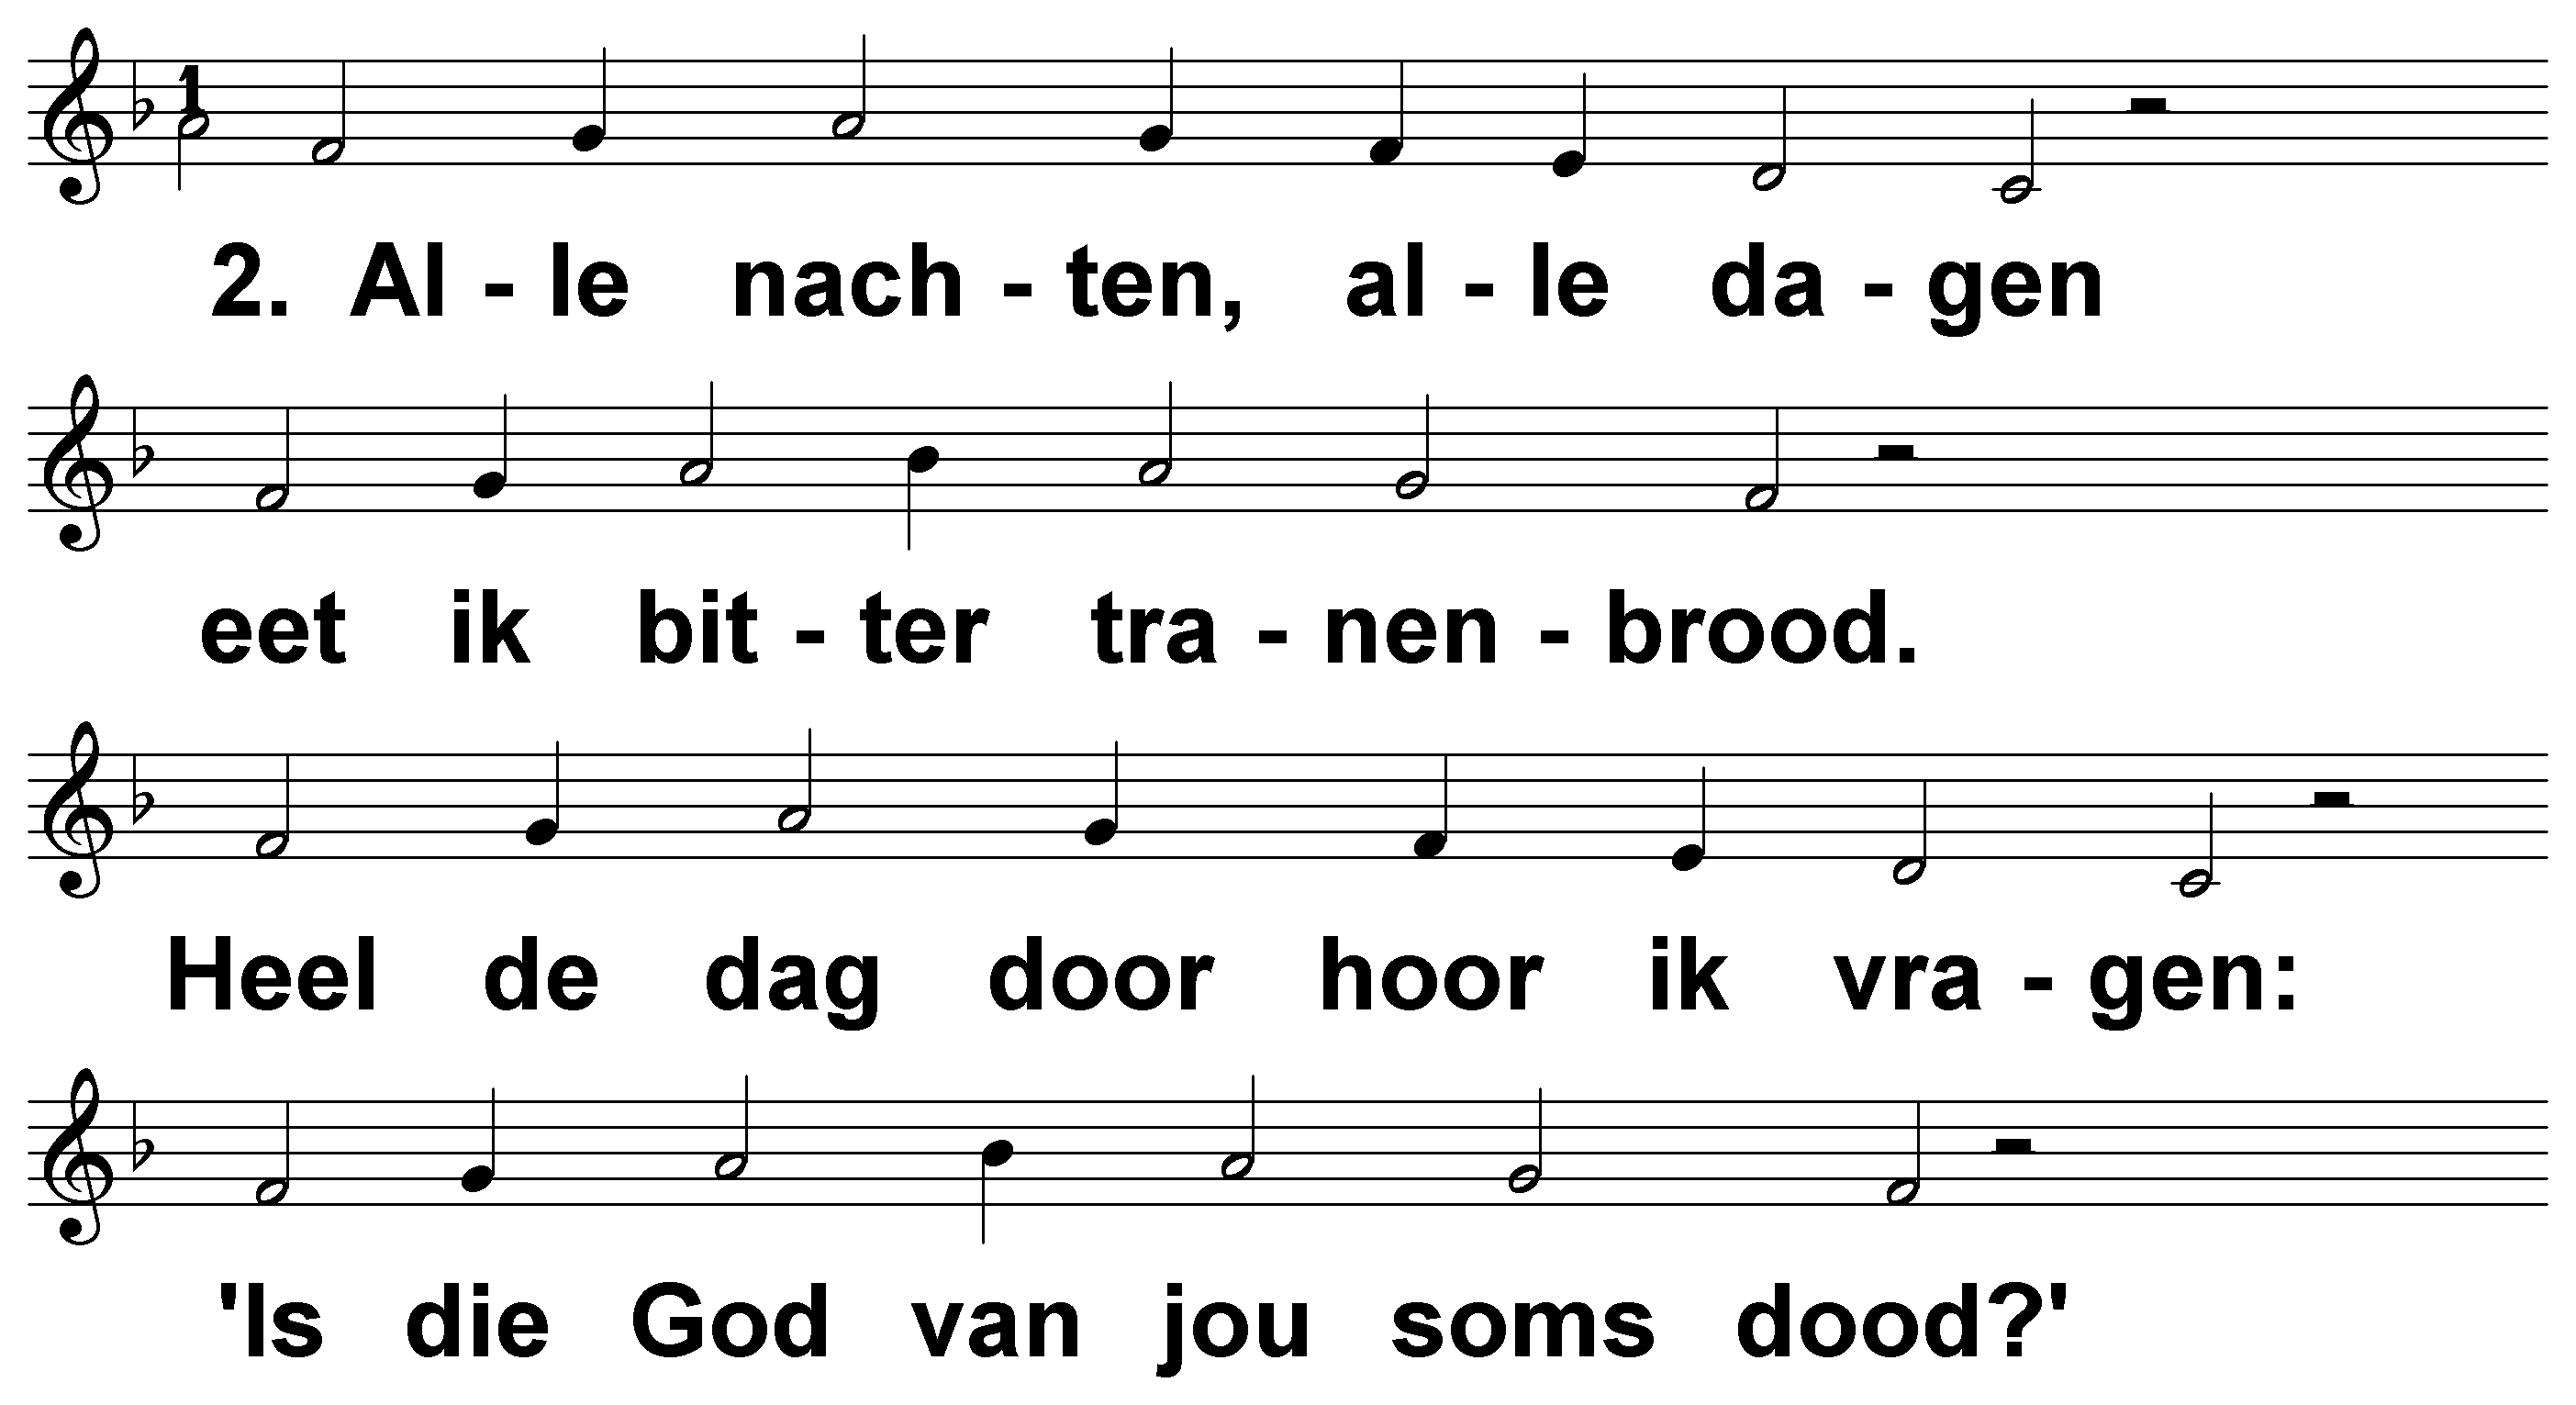 2. Al - le nach - ten, al - le da - gen
eet ik bit - ter tra - nen - brood.
Heel de dag door hoor ik vra - gen:
'Is die God van jou soms dood?'